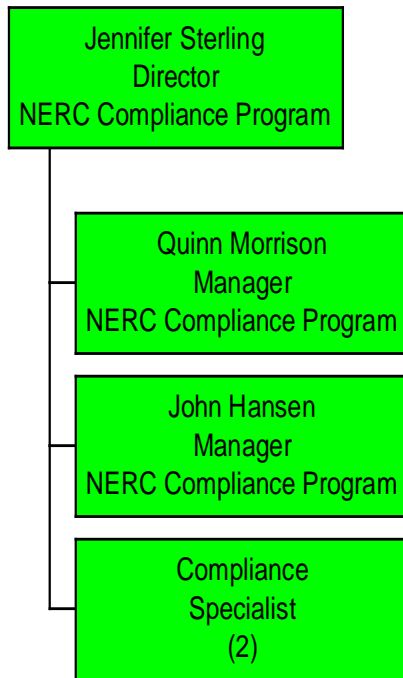 Jennifer Sterling
Director
NERC Compliance Program
Quinn Morrison
Manager
NERC Compliance Program
John Hansen
Manager
NERC Compliance Program
Compliance
Specialist
(2)